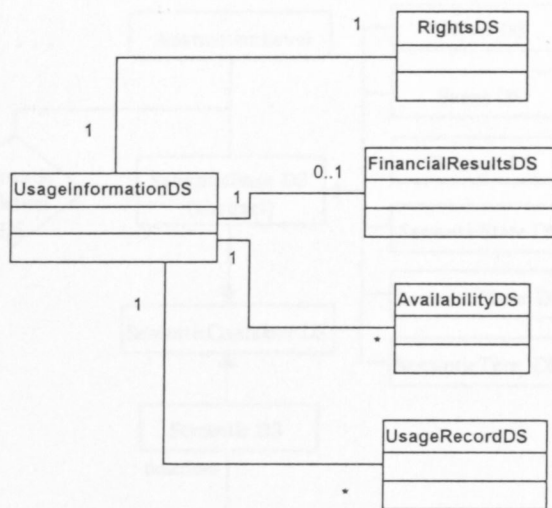 1
RightsDS
1
UsageInformationDS
1
0..1
FinancialResultsDS
1
AvailabilityDS
*
1
UsageRecordDS
*